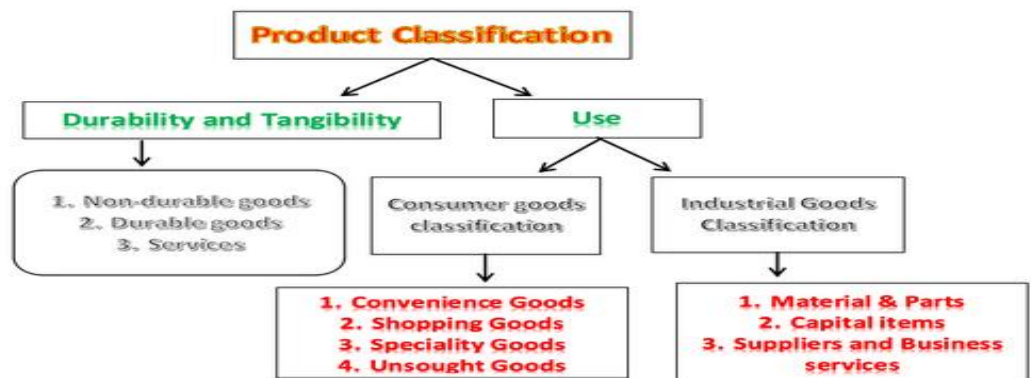 Product Classification
Durability and Tangibility
Use
1. Non-durable goods
2. Durable goods
3. Services
Consumer goods
classification
Industrial Goods
Classification
1. Convenience Goods
2. Shopping Goods
3. Speciality Goods
4. Unsought Goods
1. Material & Parts
2. Capital items
3. Suppliers and Business
services